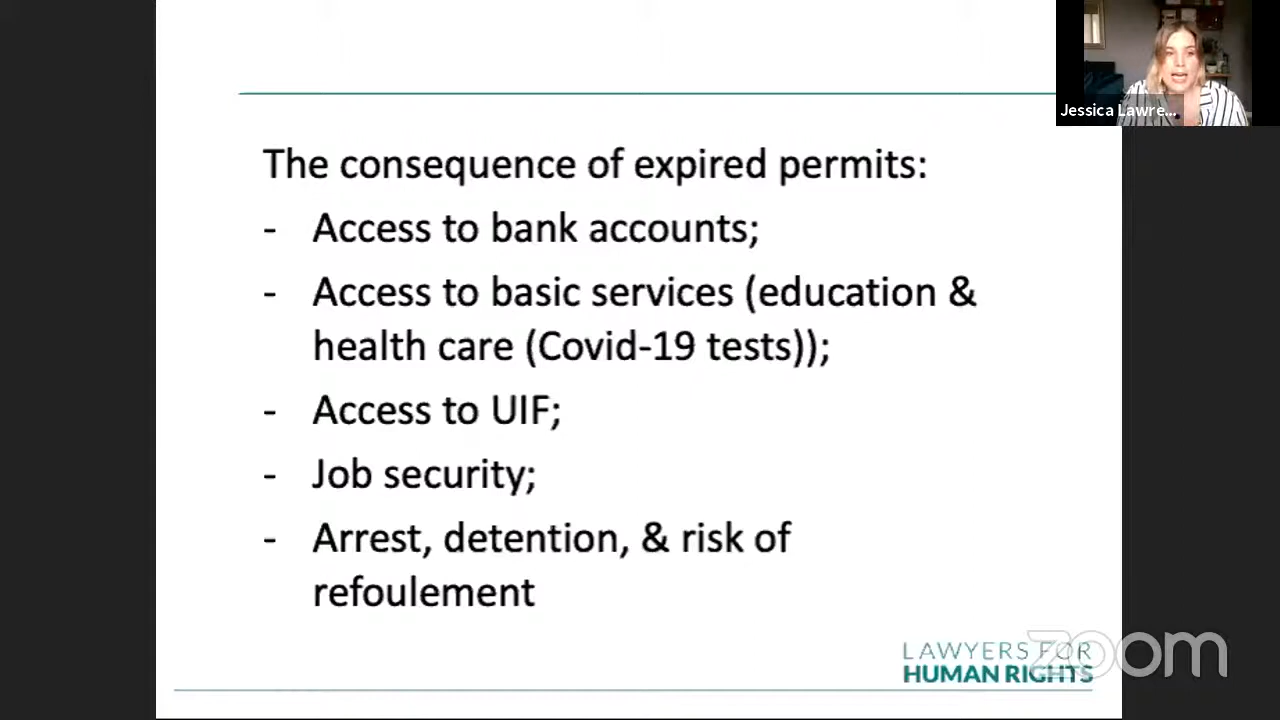 Jessica Lawre...
The consequence of expired permits:
- Access to bank accounts;
- Access to basic services (education &
health care (Covid-19 tests));
- Access to UIF;
- Job security;
- Arrest, detention, & risk of
refoulement
LAWYERS FOR
HUMAN RIGHTS
zoom